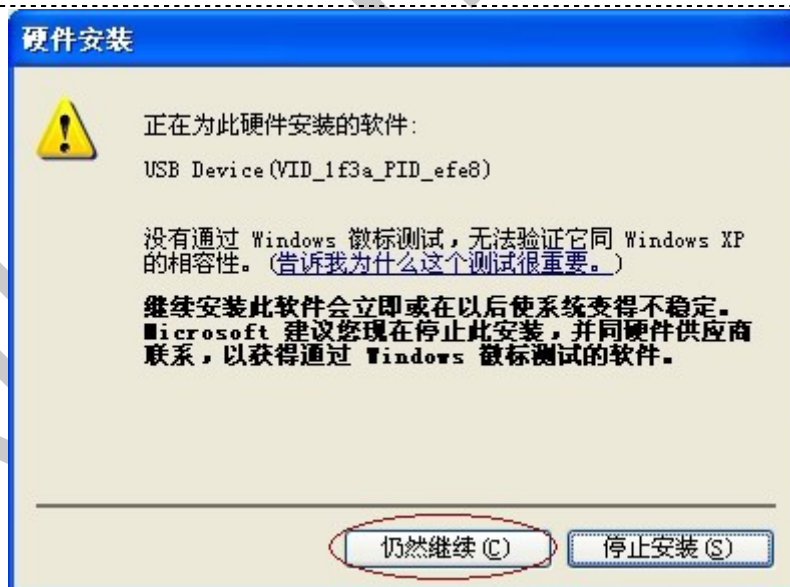 硬件安装
正在为此硬件安装的软件:
USB Device(VID_1f3a_PID_efe8)
没有通过 Windows 徽标测试，无法验证它同 Windows XP
的相容性。(告诉我为什么这个测试很重要。)
继续安装此软件会立即或在以后使系统变得不稳定。
Microsoft 建议您现在停止此安装，并同硬件供应商
联系，以获得通过 Windows 徽标测试的软件。
仍然继续(C)
停止安装(S)